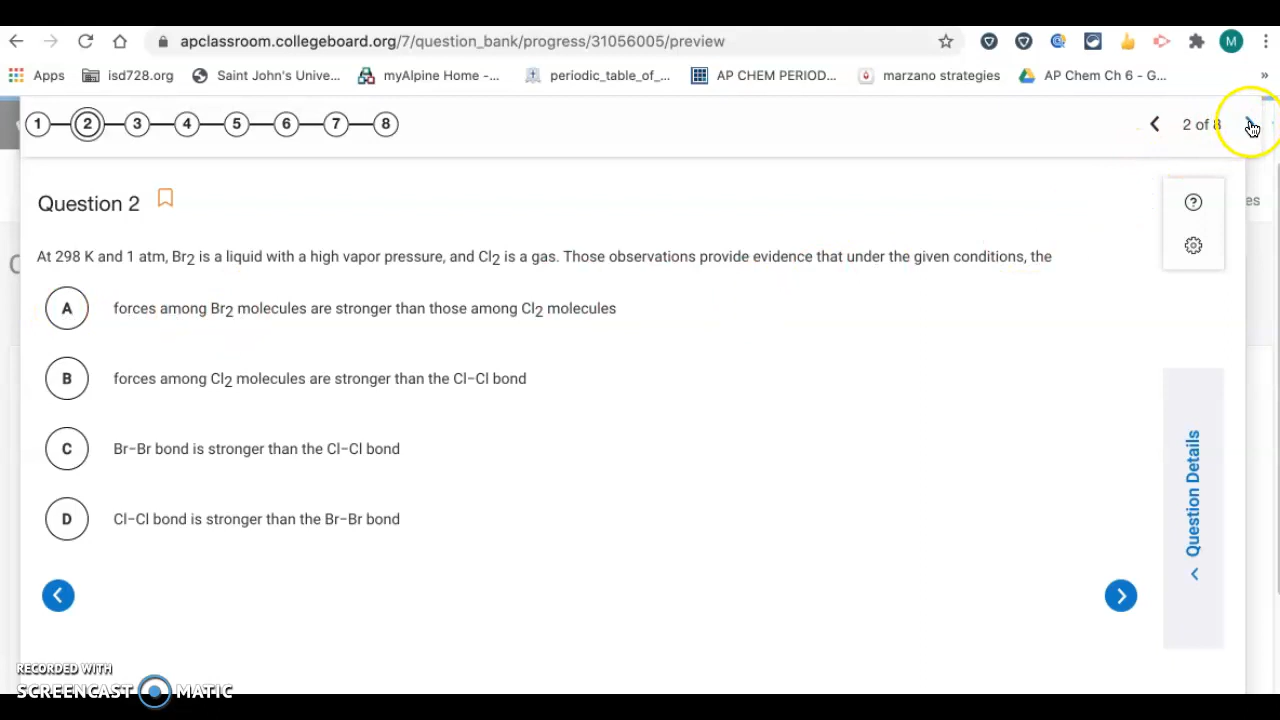 apclassroom.collegeboard.org/7/question_bank/progress/31056005/preview
M
Apps isd728.org Saint John's Unive... myAlpine Home -... periodic_table_of_... AP CHEM PERIOD... marzano strategies AP Chem Ch 6 - G... »
1 2 3 4 5 6 7 8 2 of 8
Question 2
es
At 298 K and 1 atm, Br2 is a liquid with a high vapor pressure, and Cl2 is a gas. Those observations provide evidence that under the given conditions, the
A forces among Br2 molecules are stronger than those among Cl2 molecules
B forces among Cl2 molecules are stronger than the Cl-Cl bond
C Br-Br bond is stronger than the Cl-Cl bond
D Cl-Cl bond is stronger than the Br-Br bond
Question Details
RECORDED WITH
SCREENCAST MATIC